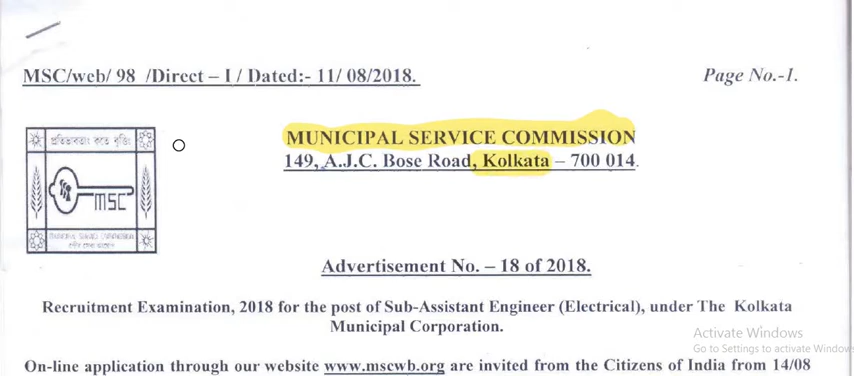 MSC/web/ 98 /Direct – I / Dated:- 11/ 08/2018.
Page No.-1.
MUNICIPAL SERVICE COMMISSION
149, A.J.C. Bose Road, Kolkata – 700 014.
MSC
MUNICIPAL SERVICE COMMISSION
Advertisement No. – 18 of 2018.
Recruitment Examination, 2018 for the post of Sub-Assistant Engineer (Electrical), under The Kolkata
Municipal Corporation.
Activate Windows
Go to Settings to activate Windows
On-line application through our website www.mscwb.org are invited from the Citizens of India from 14/08